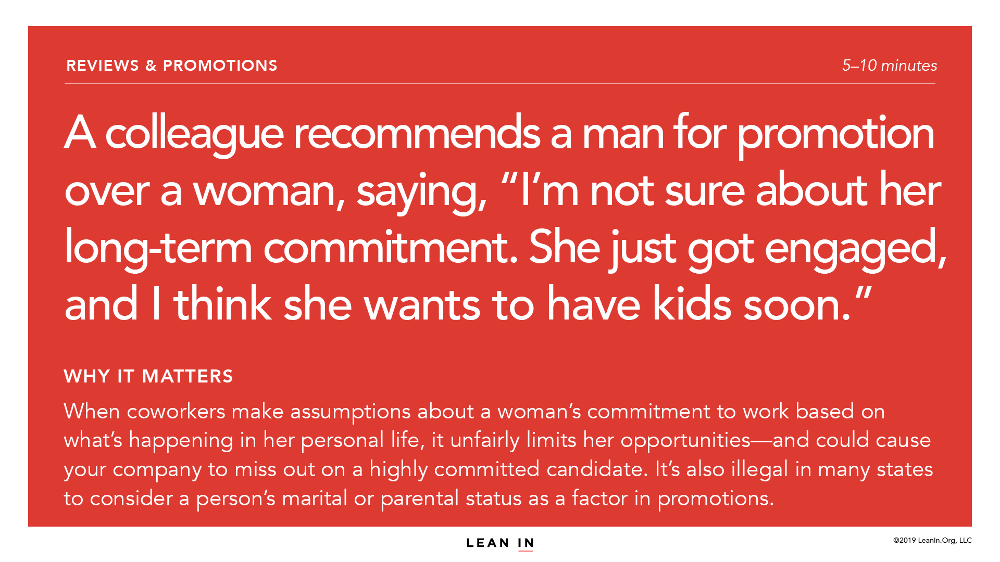 REVIEWS & PROMOTIONS
5–10 minutes
A colleague recommends a man for promotion
over a woman, saying, “I’m not sure about her
long-term commitment. She just got engaged,
and I think she wants to have kids soon.”
WHY IT MATTERS
When coworkers make assumptions about a woman’s commitment to work based on
what’s happening in her personal life, it unfairly limits her opportunities—and could cause
your company to miss out on a highly committed candidate. It’s also illegal in many states
to consider a person’s marital or parental status as a factor in promotions.
LEAN IN
©2019 LeanIn.Org, LLC